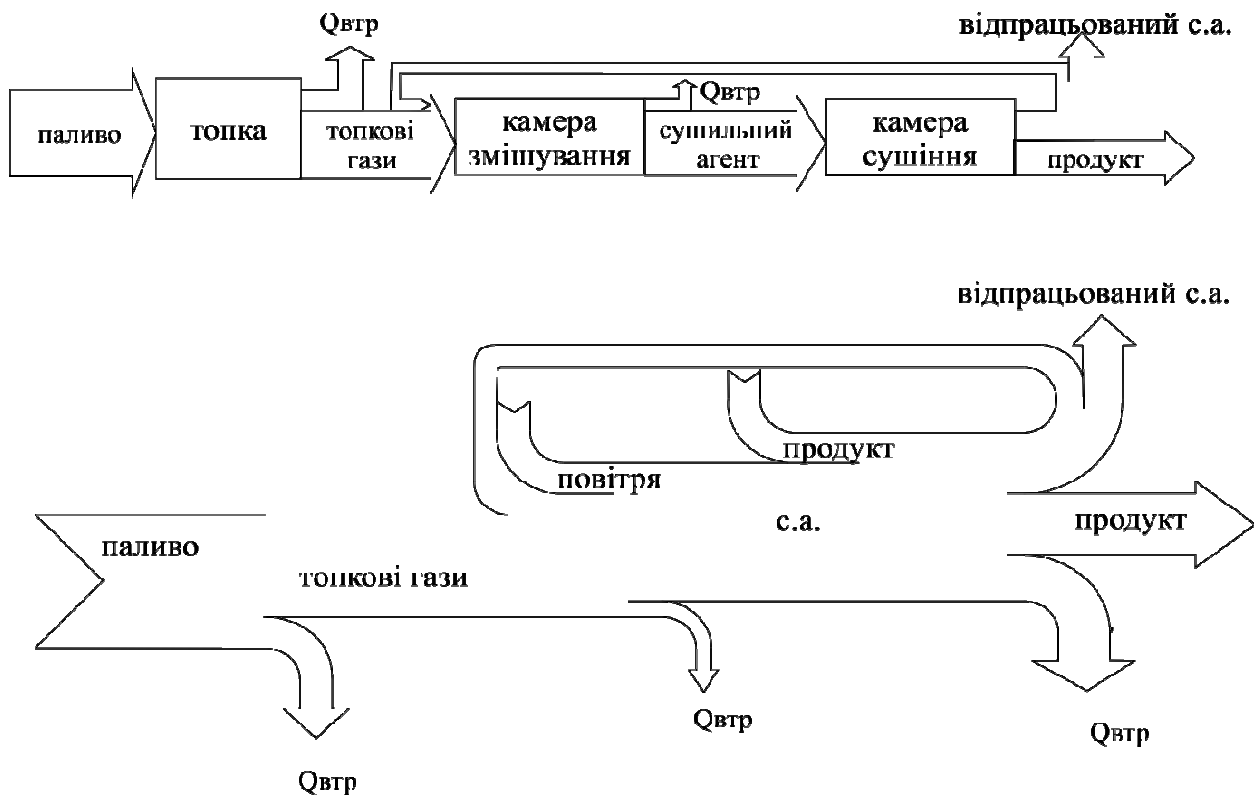 Qвтр
відпрацьований с.а.
паливо
топка
топкові
гази
камера
змішування
Qвтр
сушильний
агент
камера
сушіння
продукт
відпрацьований с.а.
продукт
повітря
с.а.
продукт
паливо
топкові гази
Qвтр
Qвтр
Qвтр